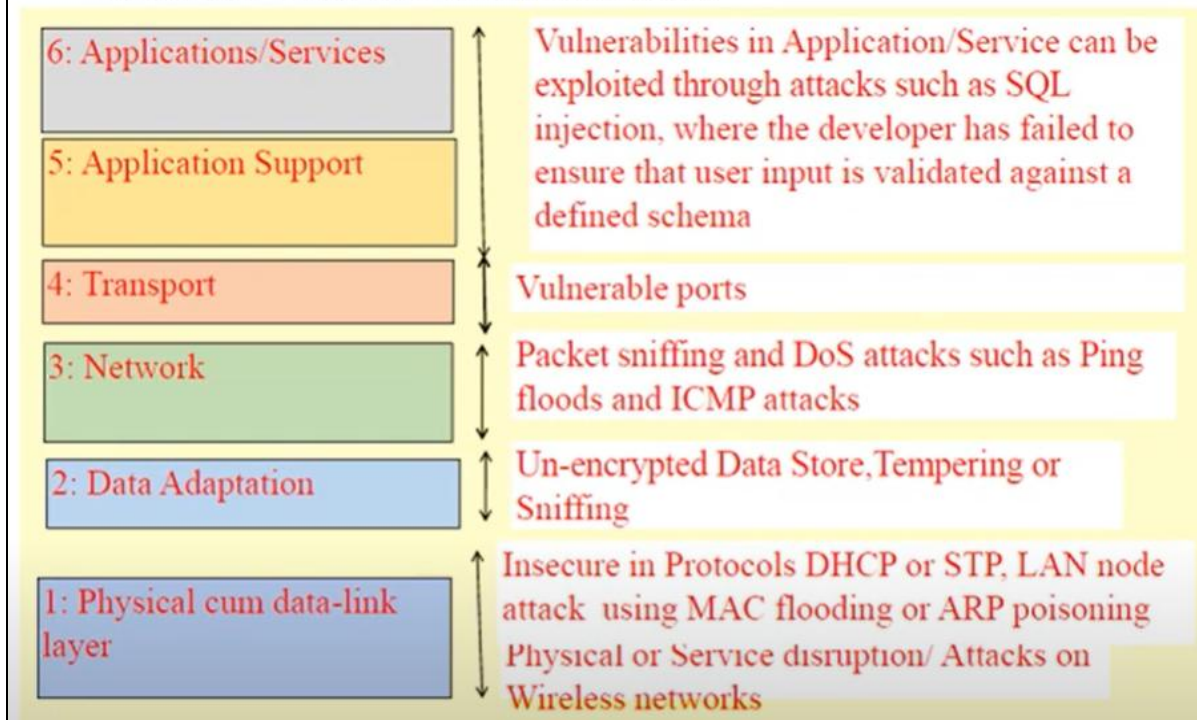 6: Applications/Services
Vulnerabilities in Application/Service can be
exploited through attacks such as SQL
injection, where the developer has failed to
ensure that user input is validated against a
defined schema
5: Application Support
4: Transport
Vulnerable ports
3: Network
Packet sniffing and DoS attacks such as Ping
floods and ICMP attacks
2: Data Adaptation
Un-encrypted Data Store,Tempering or
Sniffing
1: Physical cum data-link
layer
Insecure in Protocols DHCP or STP, LAN node
attack using MAC flooding or ARP poisoning
Physical or Service disruption/ Attacks on
Wireless networks